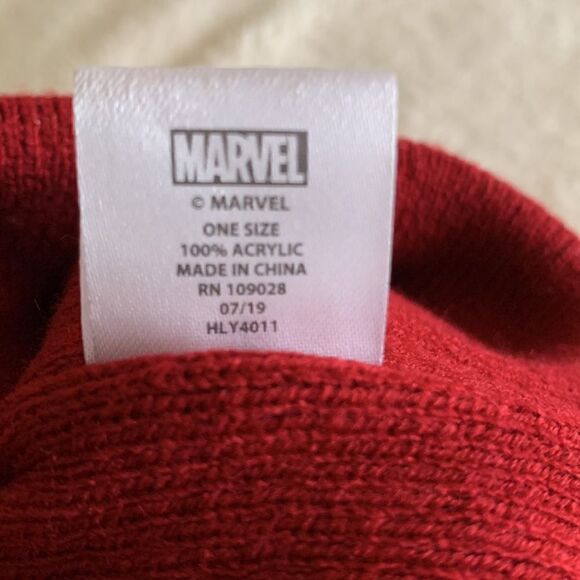 MARVEL
© MARVEL
ONE SIZE
100% ACRYLIC
MADE IN CHINA
RN 109028
07/19
HLY4011